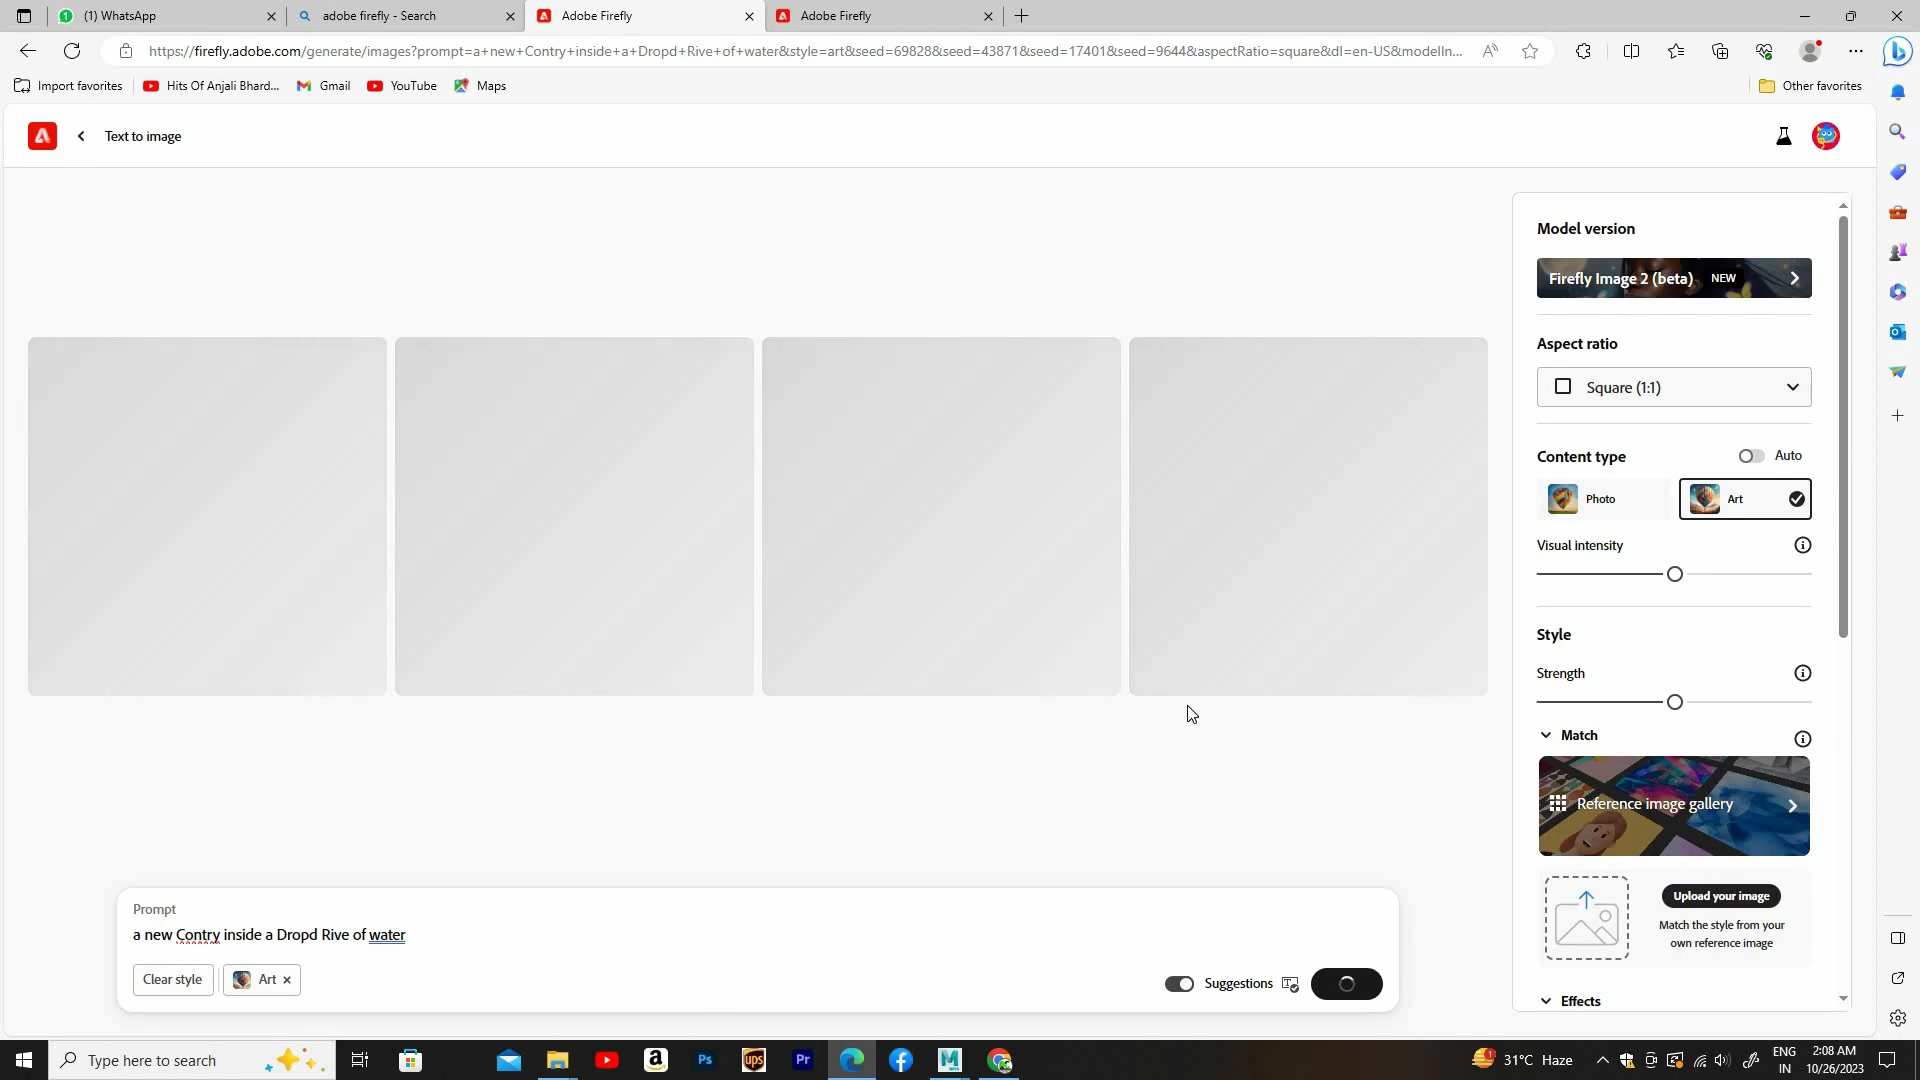 (1) WhatsApp
adobe firefly - Search
Adobe Firefly
Adobe Firefly
https://firefly.adobe.com/generate/images?prompt=a+new+Contry+inside+a+Dropd+Rive+of+water&style=art&seed=69828&seed=43871&seed=17401&seed=9644&aspectRatio=square&dl=en-US&modelIn...
Import favorites
Hits Of Anjali Bhard...
Gmail
YouTube
Maps
Other favorites
Text to image
Model version
Firefly Image 2 (beta) NEW
Aspect ratio
Square (1:1)
Content type
Auto
Photo
Art
Visual intensity
Style
Strength
Match
Reference image gallery
Upload your image
Match the style from your
own reference image
Effects
Prompt
a new Contry inside a Dropd Rive of water
Clear style
Art
Suggestions
Type here to search
Ps
ups
Pr
M
31°C Haze
ENG
IN
2:08 AM
10/26/2023